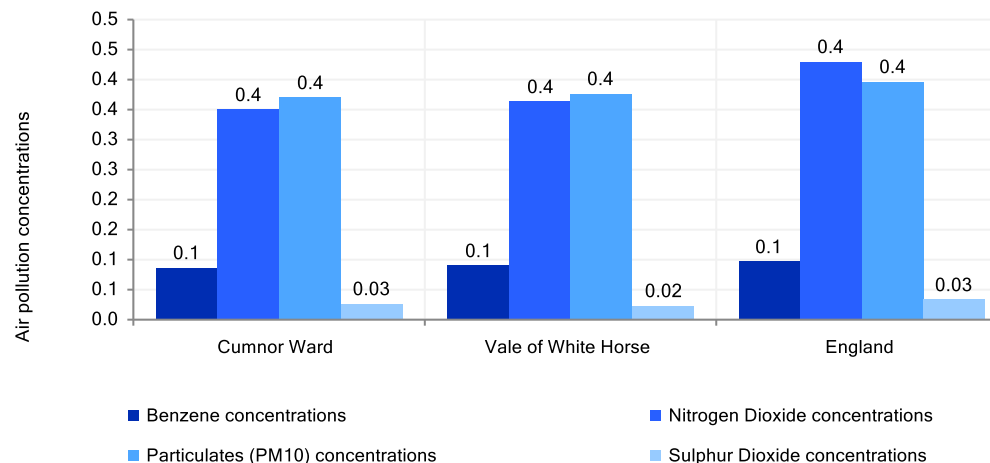 0.5
0.5
0.4
0.4
0.3
0.3
0.2
0.2
0.1
0.1
0.0
Air pollution concentrations
0.1 0.4 0.4 0.03
0.1 0.4 0.4 0.02
0.1 0.4 0.4 0.03
Cumnor Ward Vale of White Horse England
Benzene concentrations Nitrogen Dioxide concentrations
Particulates (PM10) concentrations Sulphur Dioxide concentrations